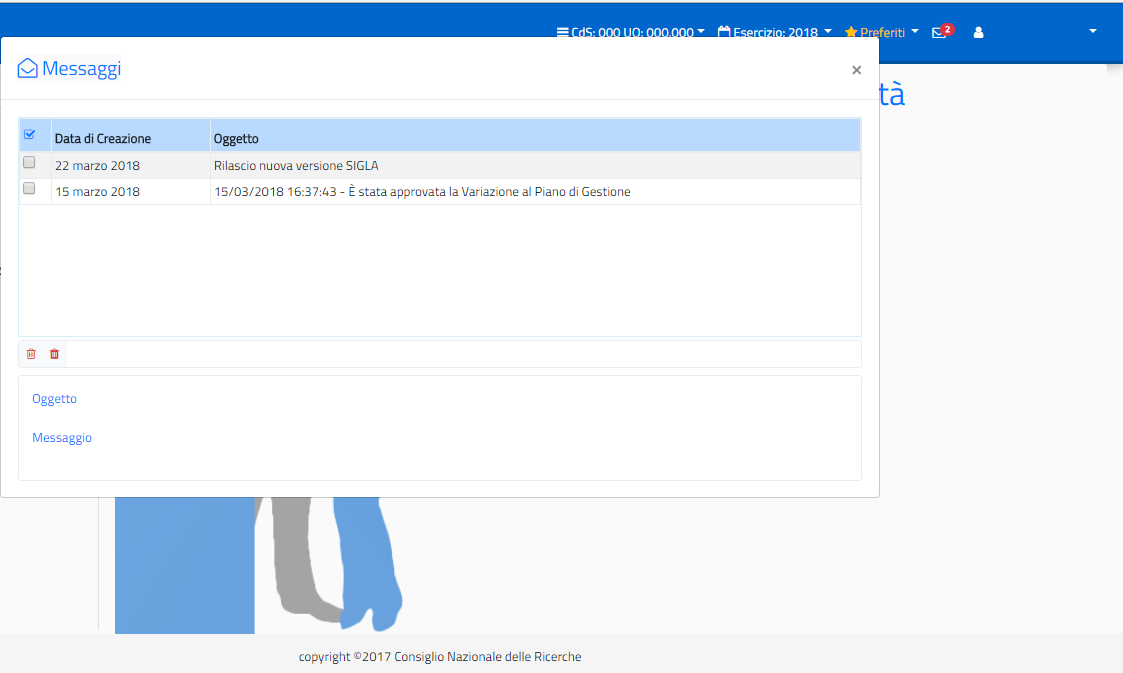 CdS: 000 UO: 000.000 Esercizio: 2018 Preferiti 2
tà
Messaggi ×
Data di Creazione Oggetto
22 marzo 2018 Rilascio nuova versione SIGLA
15 marzo 2018 15/03/2018 16:37:43 - È stata approvata la Variazione al Piano di Gestione
Oggetto
Messaggio
copyright ©2017 Consiglio Nazionale delle Ricerche